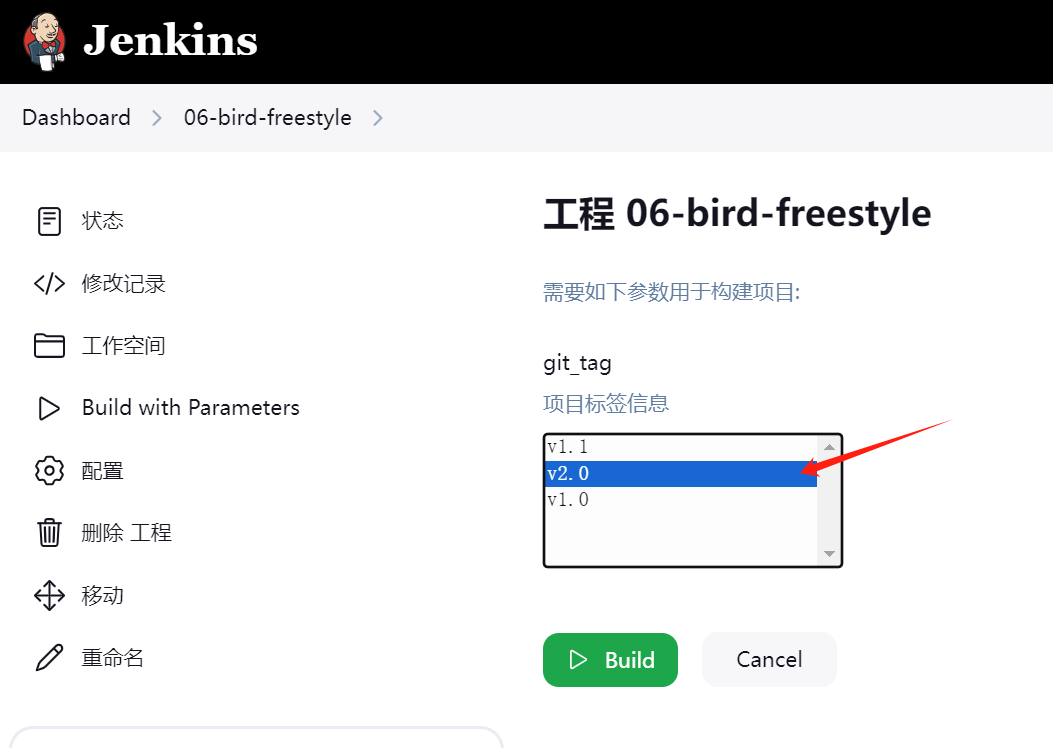 Jenkins
Dashboard
06-bird-freestyle
状态
修改记录
工作空间
Build with Parameters
配置
删除 工程
移动
重命名
工程 06-bird-freestyle
需要如下参数用于构建项目:
git_tag
项目标签信息
v1.1
v2.0
v1.0
Build
Cancel